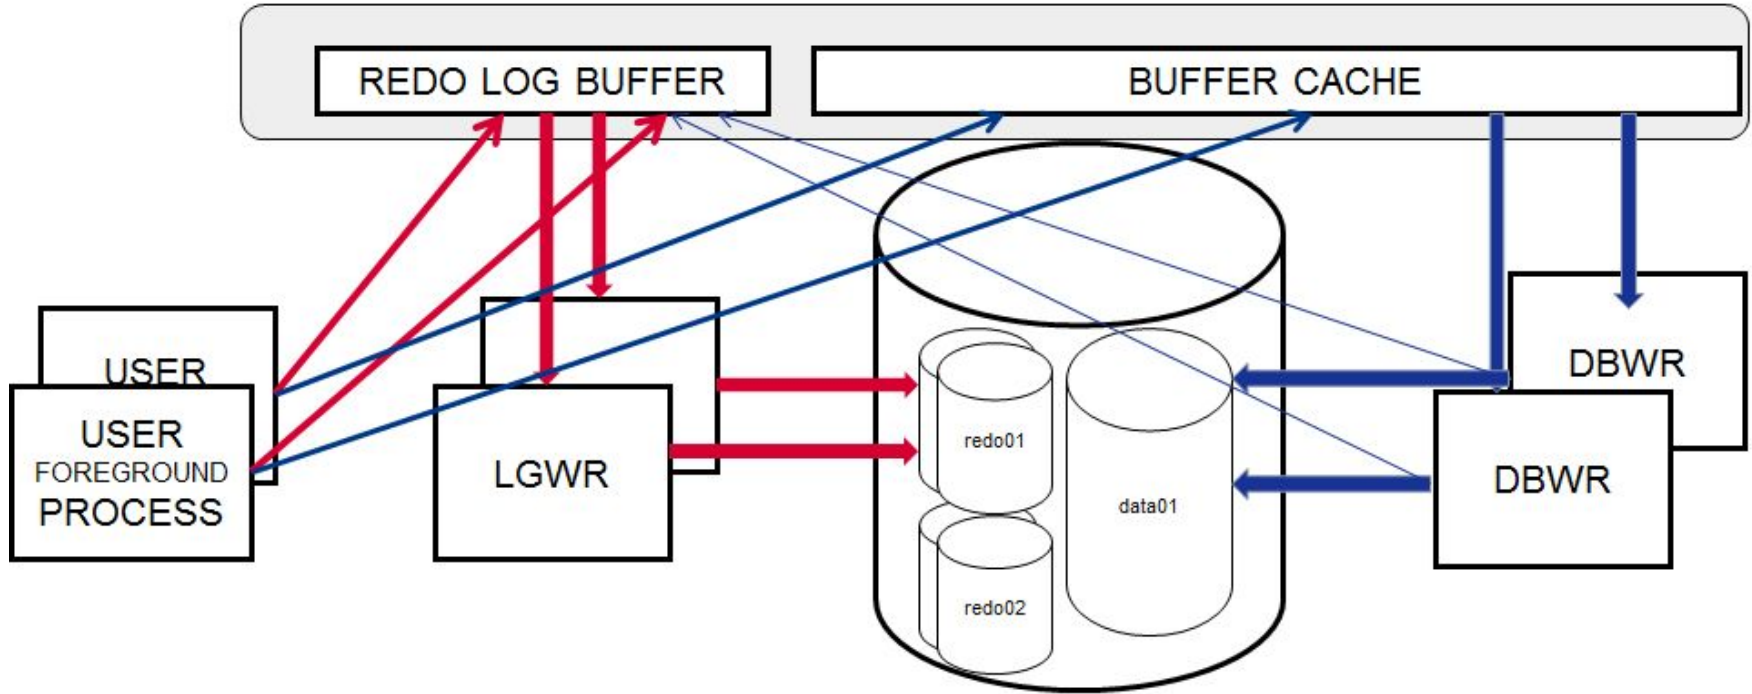 REDO LOG BUFFER
BUFFER CACHE
USER
USER
FOREGROUND
PROCESS
LGWR
redo01
redo02
data01
DBWR
DBWR